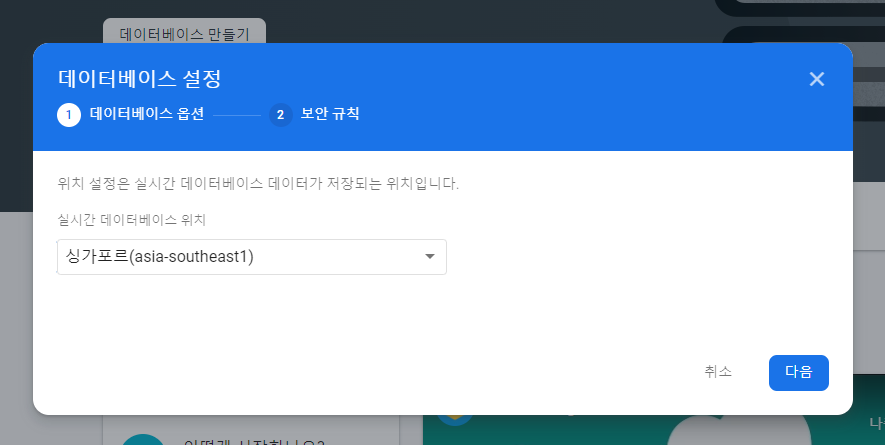 데이터베이스 만들기
데이터베이스 설정
1 데이터베이스 옵션 2 보안 규칙
위치 설정은 실시간 데이터베이스 데이터가 저장되는 위치입니다.
실시간 데이터베이스 위치
싱가포르(asia-southeast1)
취소 다음